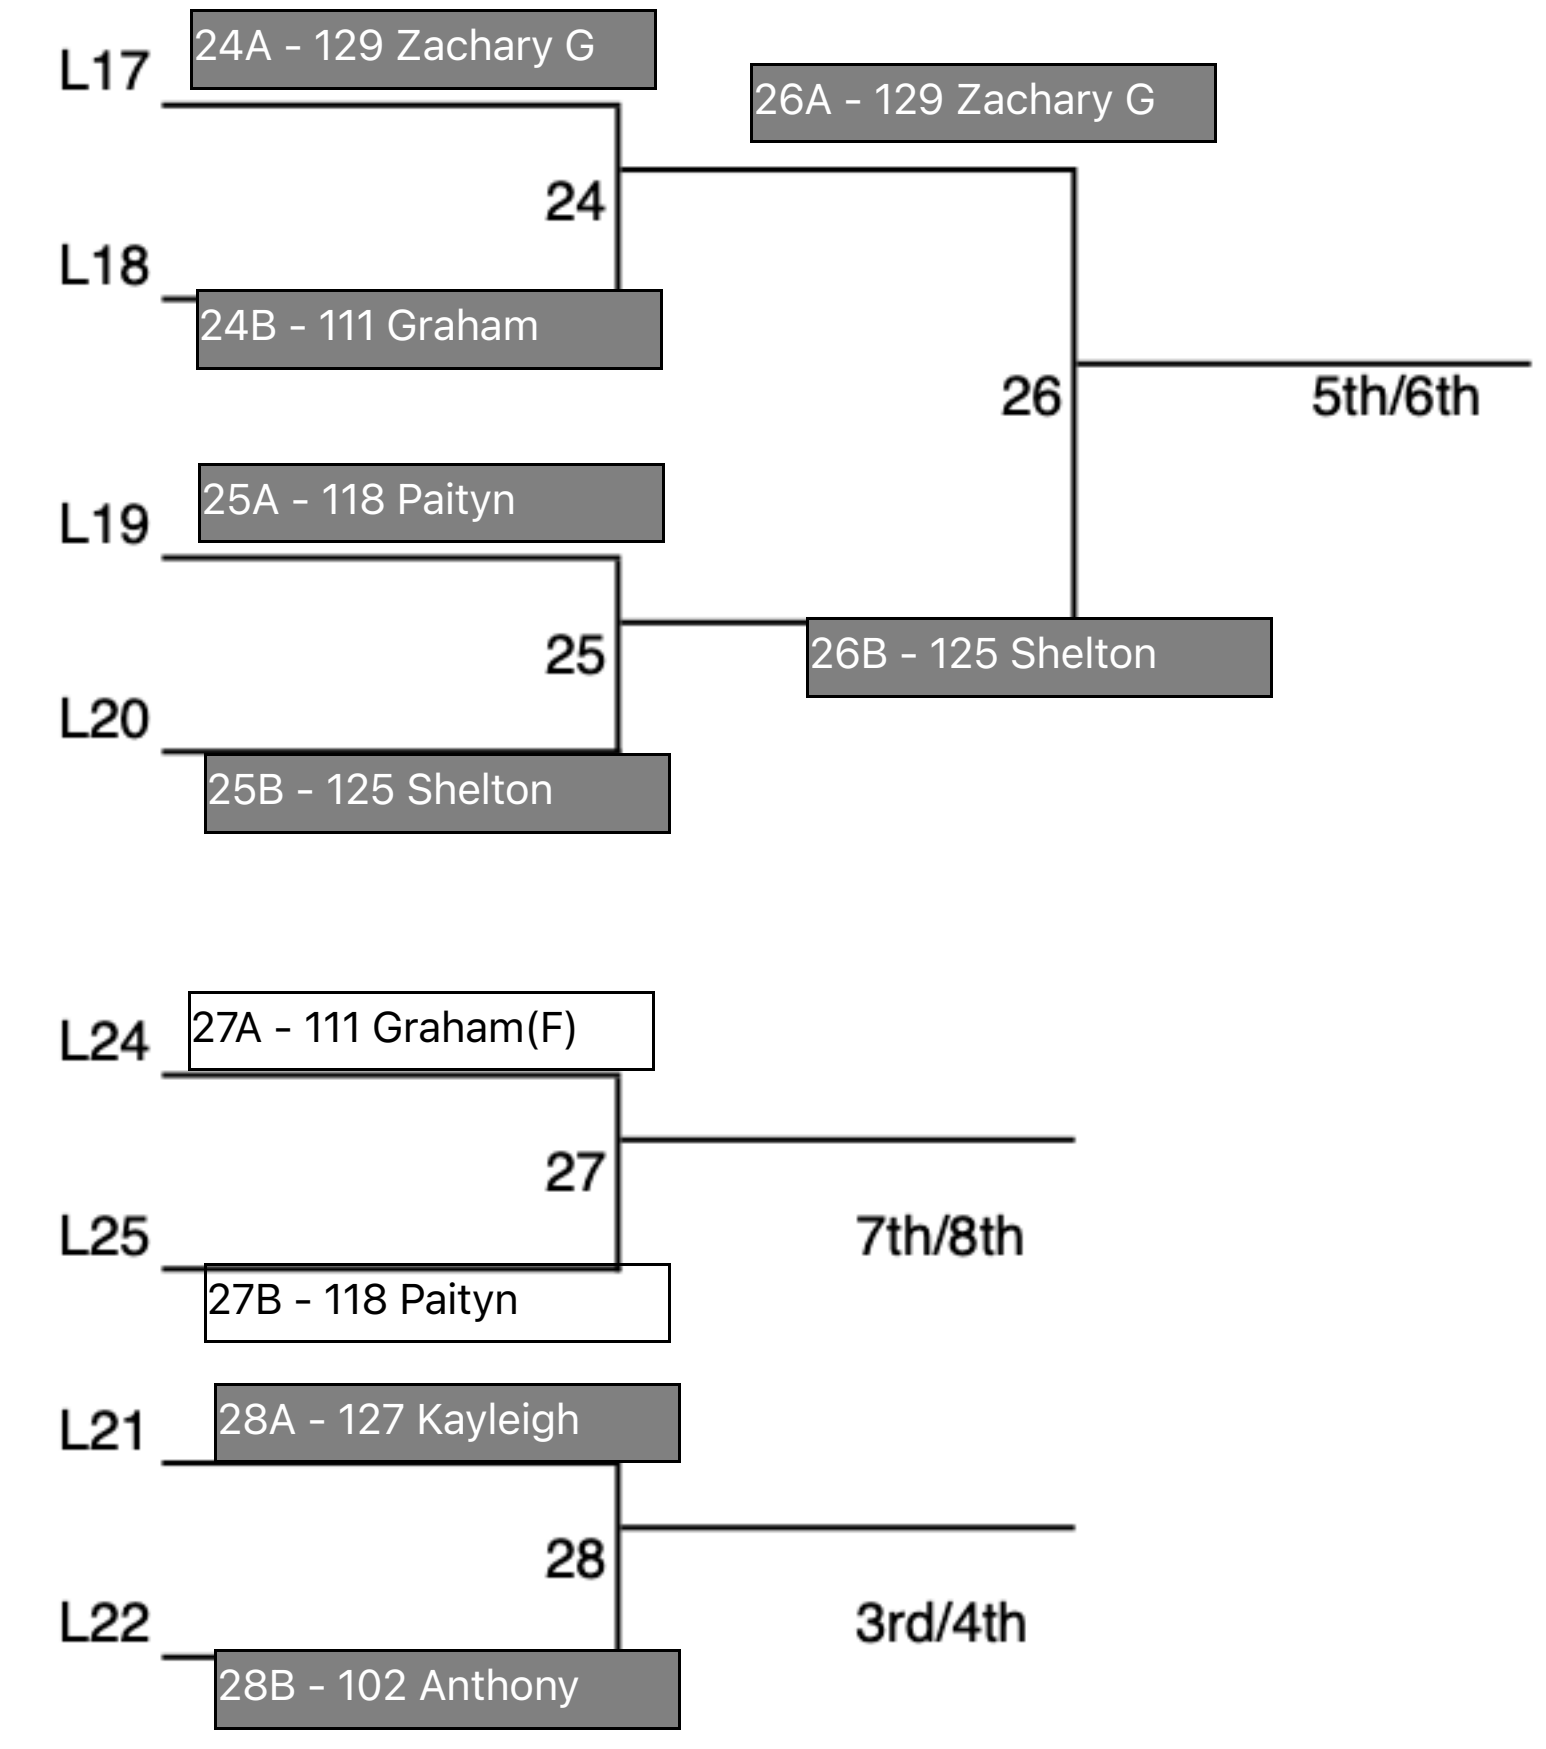 L17
24A - 129 Zachary G
26A - 129 Zachary G
24
L18
24B - 111 Graham
26
5th/6th
L19
25A - 118 Paityn
25
26B - 125 Shelton
L20
25B - 125 Shelton
L24
27A - 111 Graham(F)
27
L25
7th/8th
27B - 118 Paityn
L21
28A - 127 Kayleigh
28
L22
3rd/4th
28B - 102 Anthony